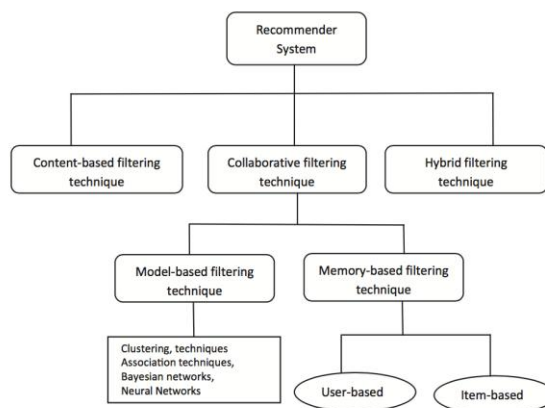 Recommender
System
Content-based filtering
technique
Collaborative filtering
technique
Hybrid filtering
technique
Model-based filtering
technique
Memory-based filtering
technique
Clustering, techniques
Association techniques,
Bayesian networks,
Neural Networks
User-based
Item-based